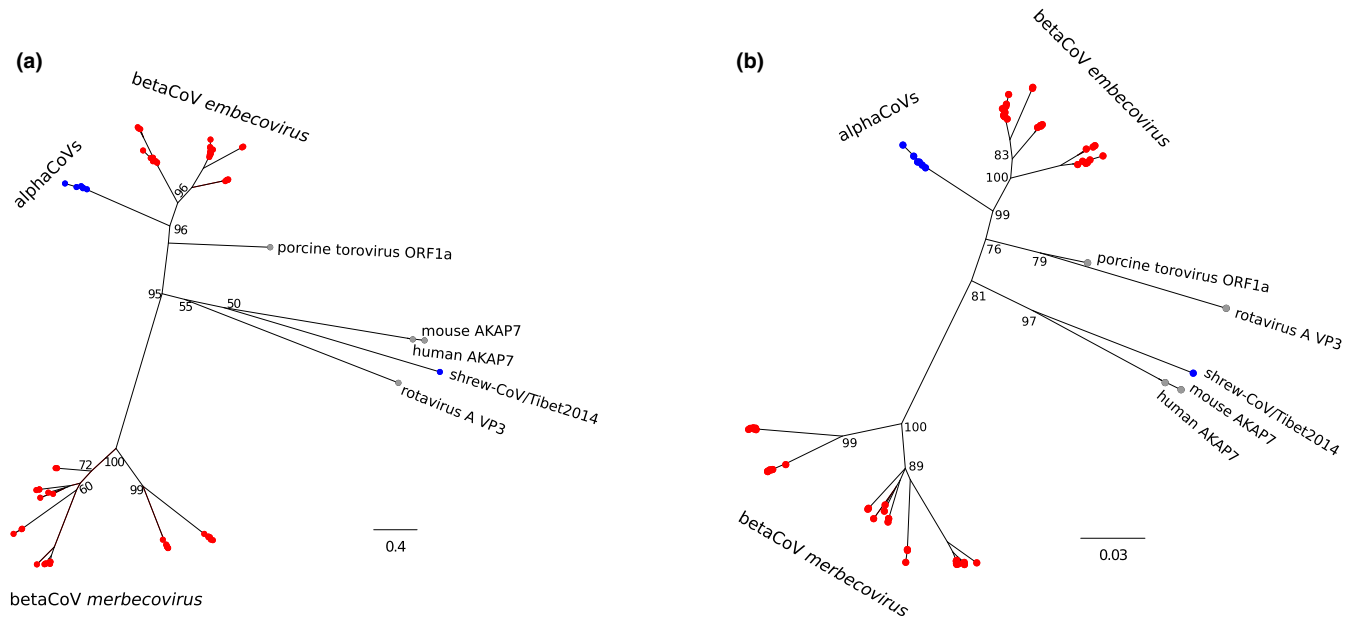 (a)
betaCoV embecovirus
alphaCoVs
96
96
porcine torovirus ORF1a
95
55
50
mouse AKAP7
human AKAP7
shrew-CoV/Tibet2014
rotavirus A VP3
72
100
60
99
0.4
betaCoV merbecovirus
(b)
betaCoV embecovirus
alphaCoVs
83
100
99
76
79
porcine torovirus ORF1a
rotavirus A VP3
81
97
shrew-CoV/Tibet2014
mouse AKAP7
human AKAP7
100
99
89
betaCoV merbecovirus
0.03